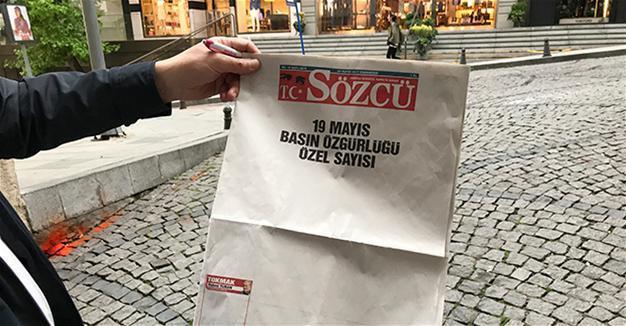 T.C
SÖZCÜ
19 MAYIS
BASIN ÖZGÜRLÜĞÜ
ÖZEL SAYISI
TOKMAK